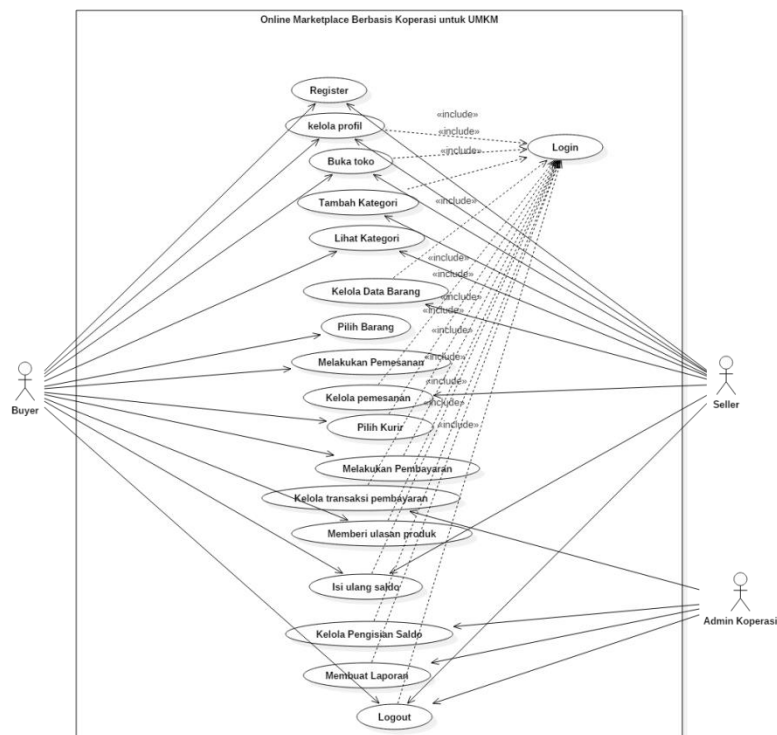 Online Marketplace Berbasis Koperasi untuk UMKM
Register
«include»
kelola profil
«include»
Login
Buka toko
«include»
Tambah Kategori
«include»
Lihat Kategori
«include»
«include»
Kelola Data Barang
«include»
«include»
Pilih Barang
Melakukan Pemesanan
«include»
Buyer
Seller
Kelola pemesanan
«include»
«include»
Pilih Kurir
«include»
Melakukan Pembayaran
Kelola transaksi pembayaran
Memberi ulasan produk
Isi ulang saldo
Admin Koperasi
Kelola Pengisian Saldo
Membuat Laporan
Logout